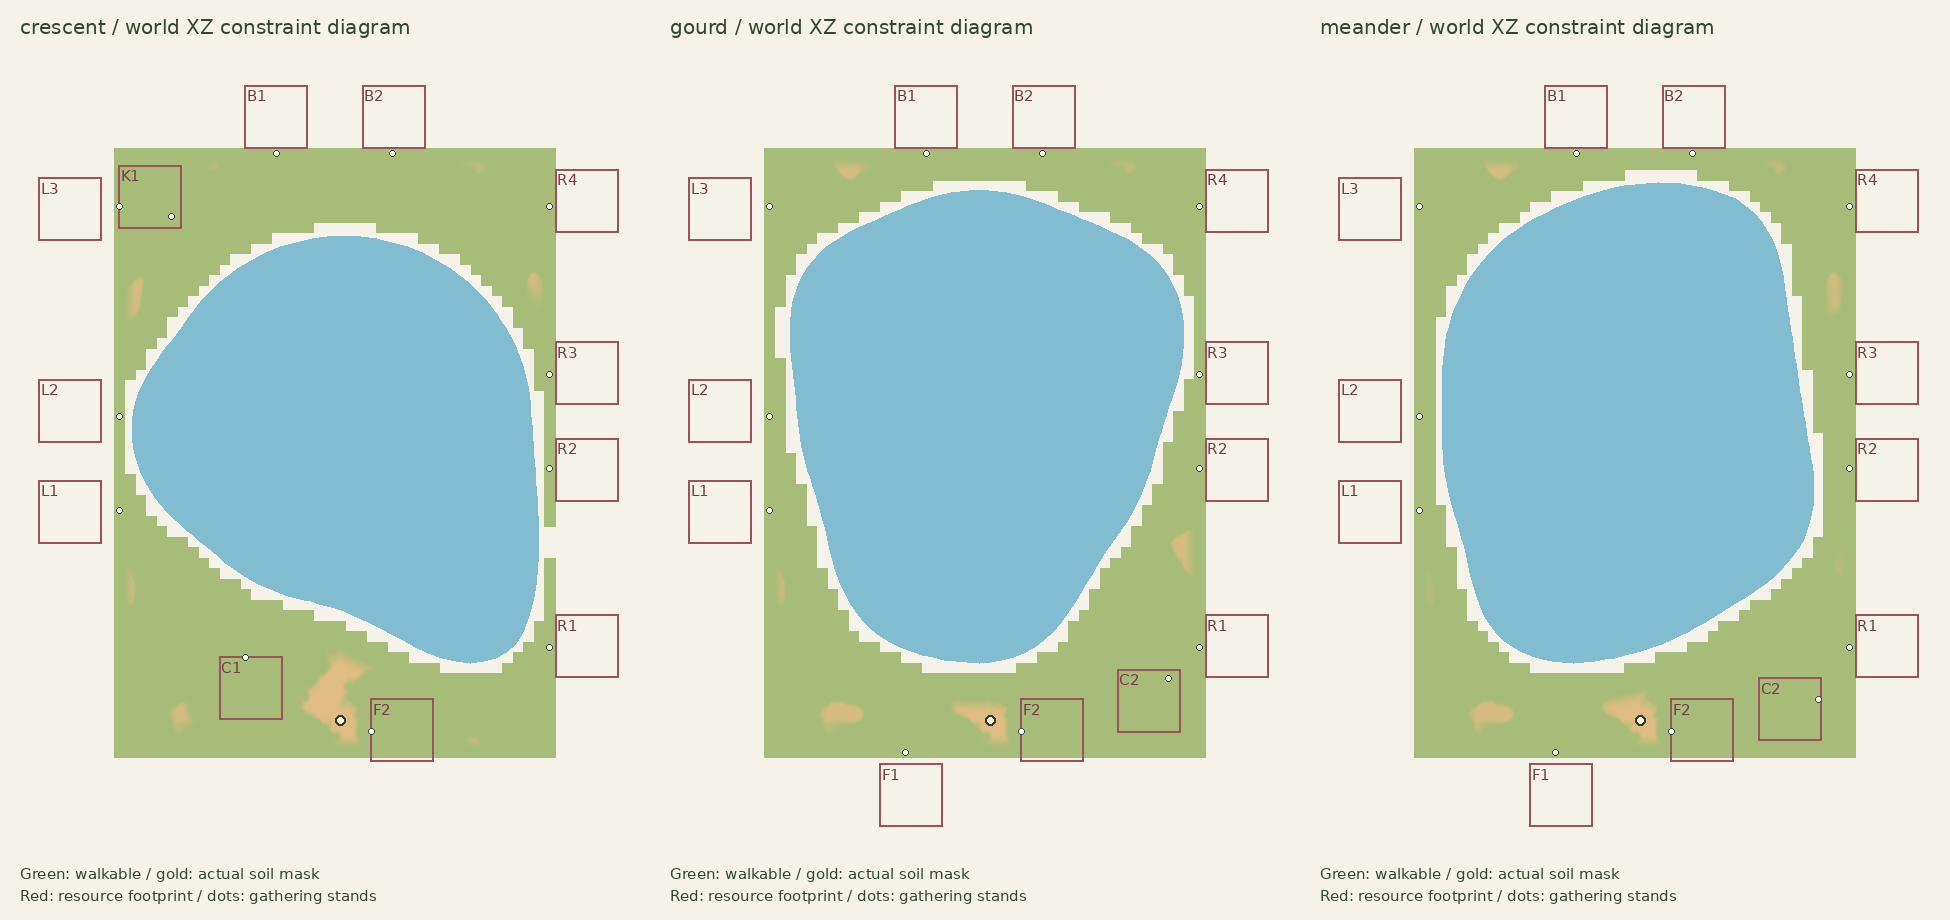 crescent / world XZ constraint diagram
B1
B2
K1
L3
R4
R3
L2
R2
L1
R1
C1
F2
Green: walkable / gold: actual soil mask
Red: resource footprint / dots: gathering stands
gourd / world XZ constraint diagram
B1
B2
L3
R4
R3
L2
R2
L1
R1
C2
F2
F1
Green: walkable / gold: actual soil mask
Red: resource footprint / dots: gathering stands
meander / world XZ constraint diagram
B1
B2
L3
R4
R3
L2
R2
L1
R1
C2
F2
F1
Green: walkable / gold: actual soil mask
Red: resource footprint / dots: gathering stands